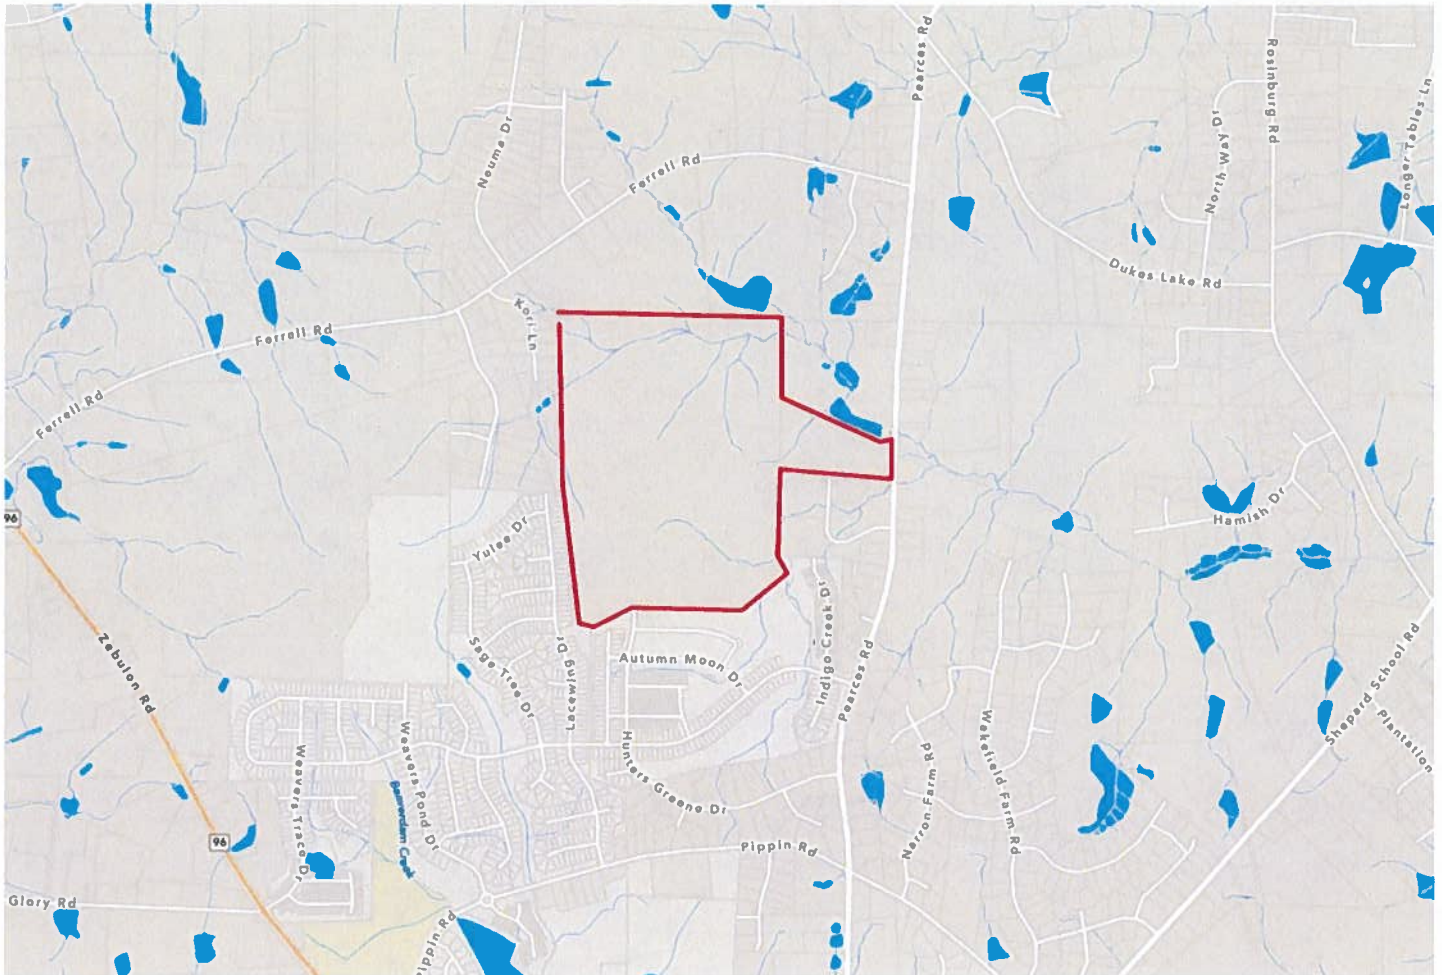 Pearces Rd
Rosinburg Rd
Longer Tables Ln
Neuma Dr
North Way Dr
Ferrell Rd
Dukes Lake Rd
Kori Ln
Ferrell Rd
Ferrell Rd
96
Hamish Dr
Yulee Dr
Indigo Creek Dr
Zebulon Rd
Sage Tree Dr
Lacewing Dr
Autumn Moon Dr
Pearces Rd
Shepard School Rd
Plantation
Weavers Trace Dr
Weavers Pond Dr
Hunters Greene Dr
Narron Farm Rd
Wakefield Farm Rd
Beaverdam Creek
96
Pippin Rd
Glory Rd
Pippin Rd